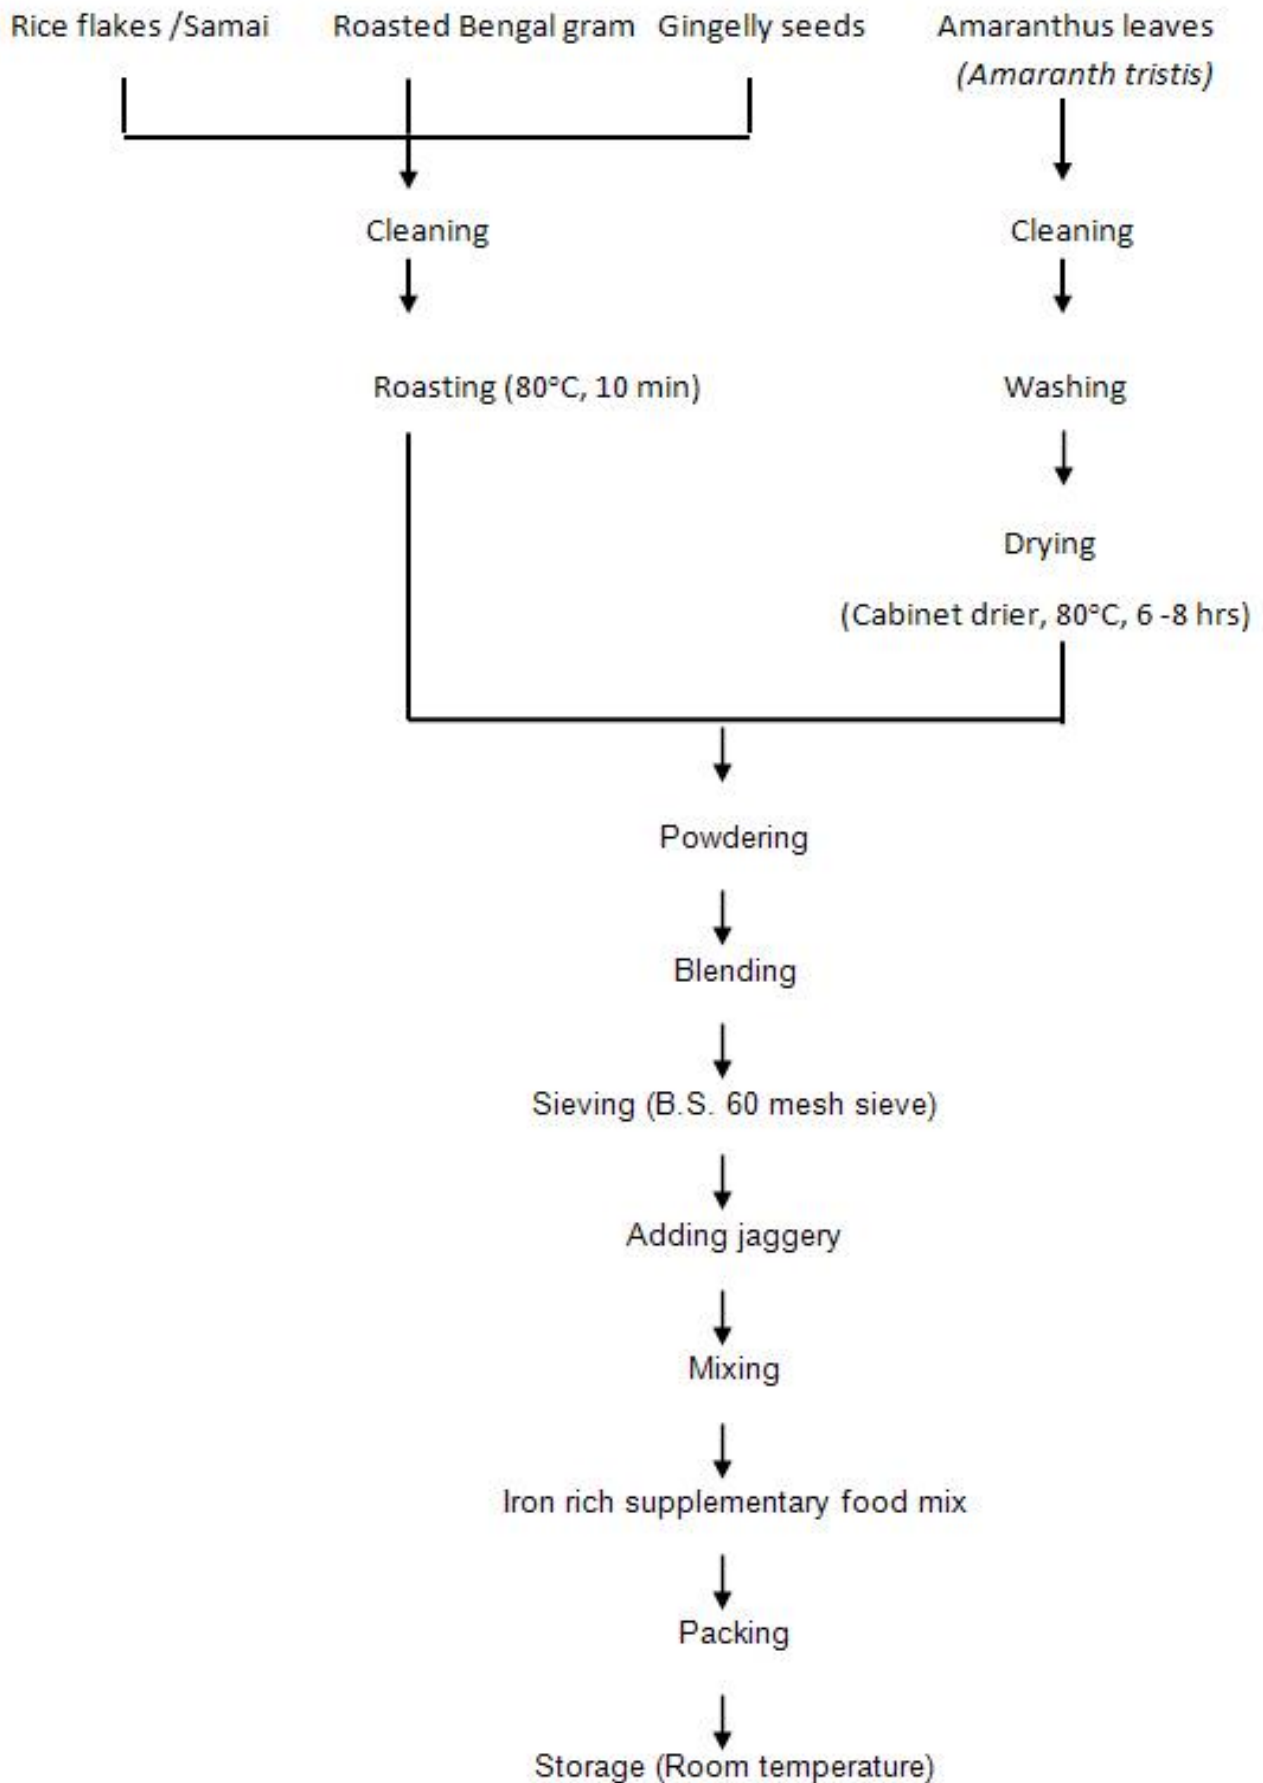 Rice flakes /Samai
Roasted Bengal gram
Gingelly seeds
Amaranthus leaves
(Amaranth tristis)
Cleaning
Cleaning
Roasting (80°C, 10 min)
Washing
Drying
(Cabinet drier, 80°C, 6 -8 hrs)
Powdering
Blending
Sieving (B.S. 60 mesh sieve)
Adding jaggery
Mixing
Iron rich supplementary food mix
Packing
Storage (Room temperature)